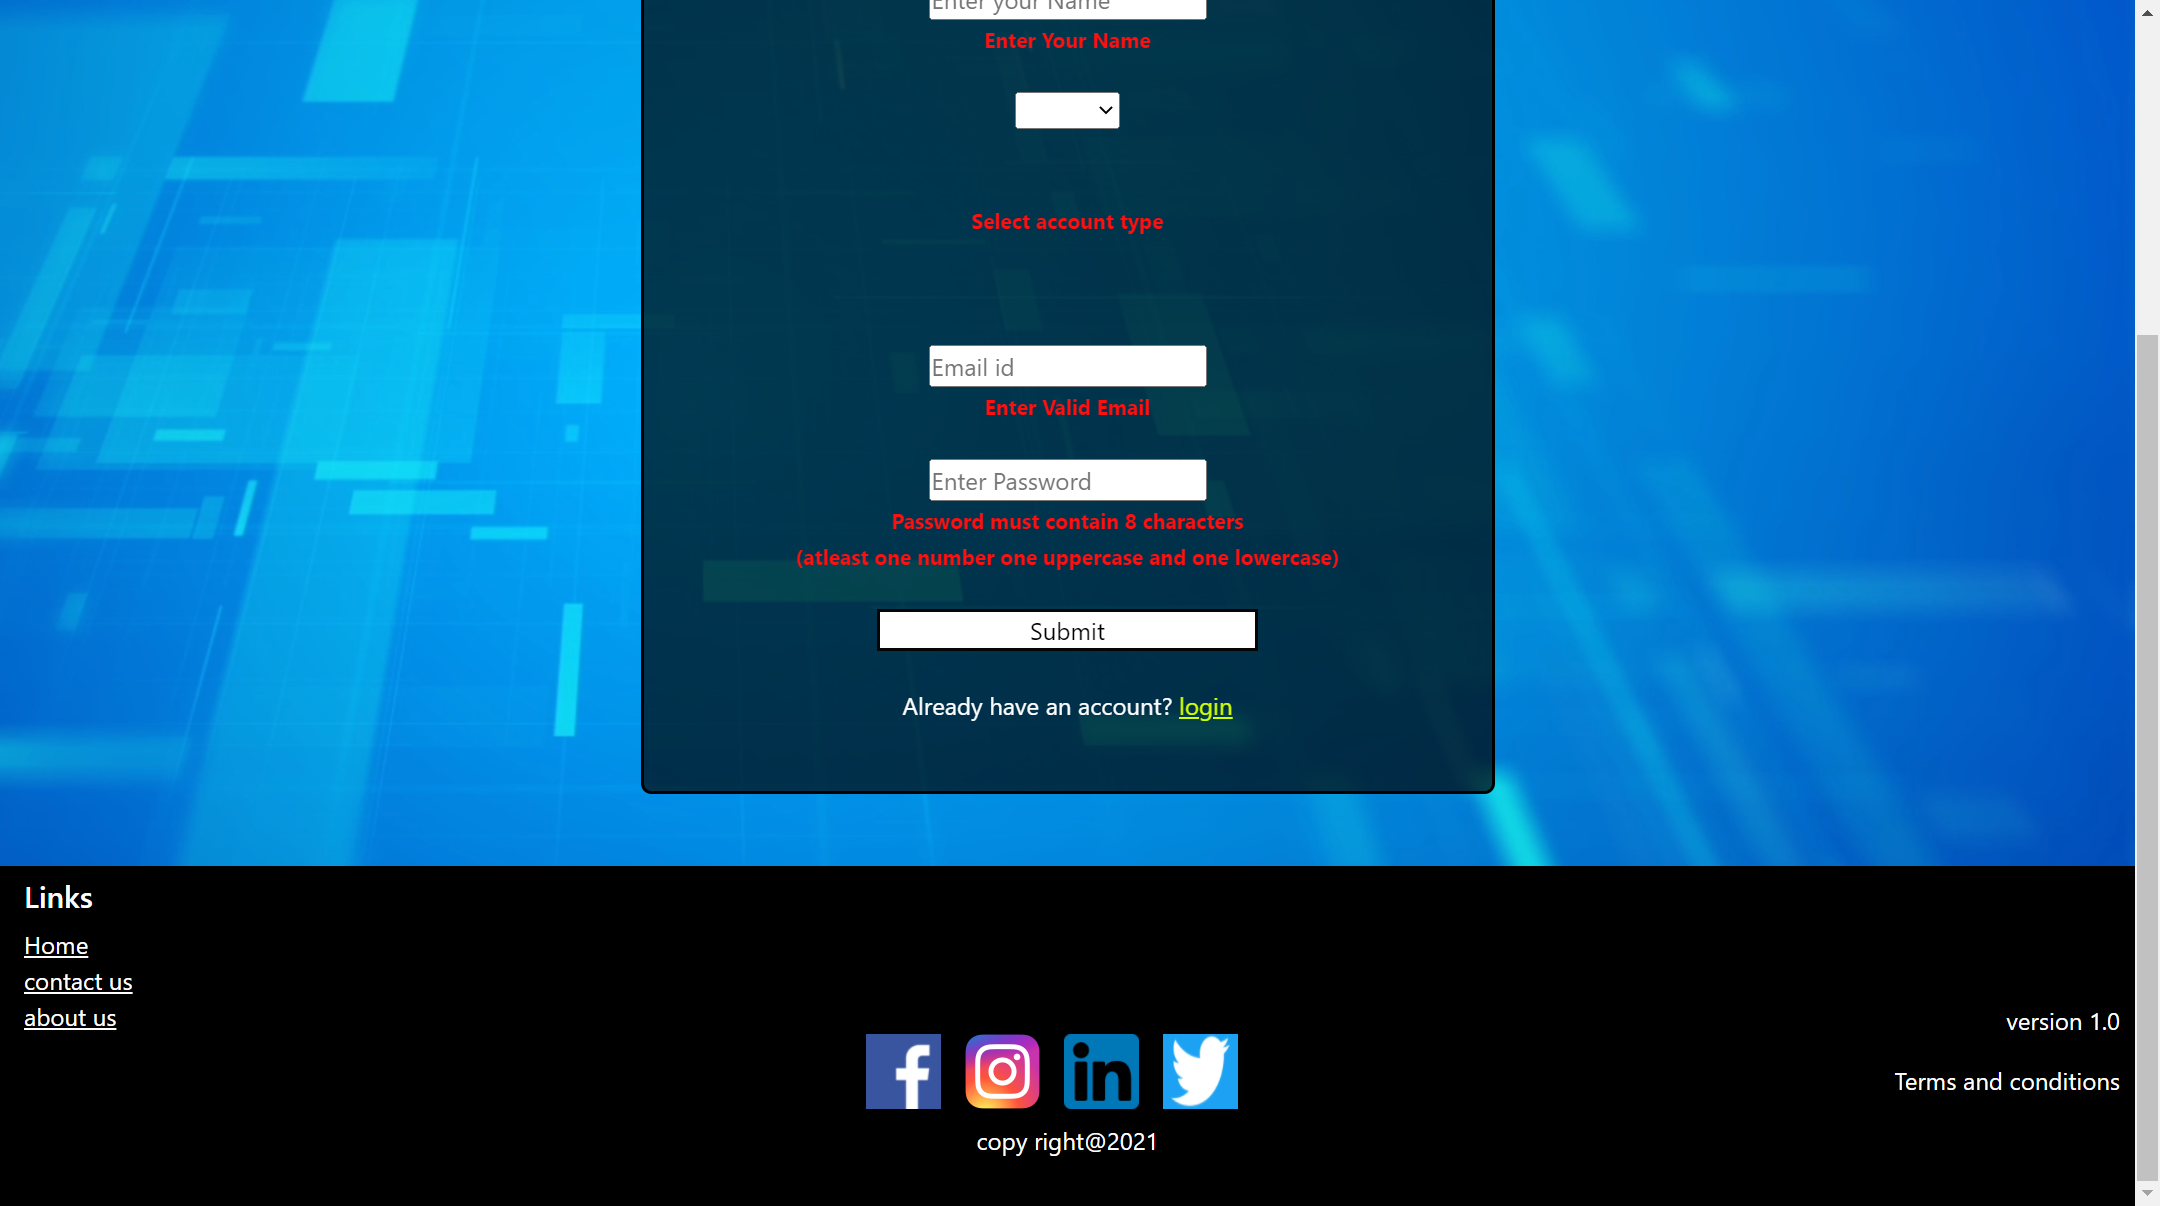 Enter your Name
Enter Your Name
Select account type
Email id
Enter Valid Email
Enter Password
Password must contain 8 characters
(atleast one number one uppercase and one lowercase)
Submit
Already have an account? login
Links
Home
contact us
about us
version 1.0
Terms and conditions
copy right@2021